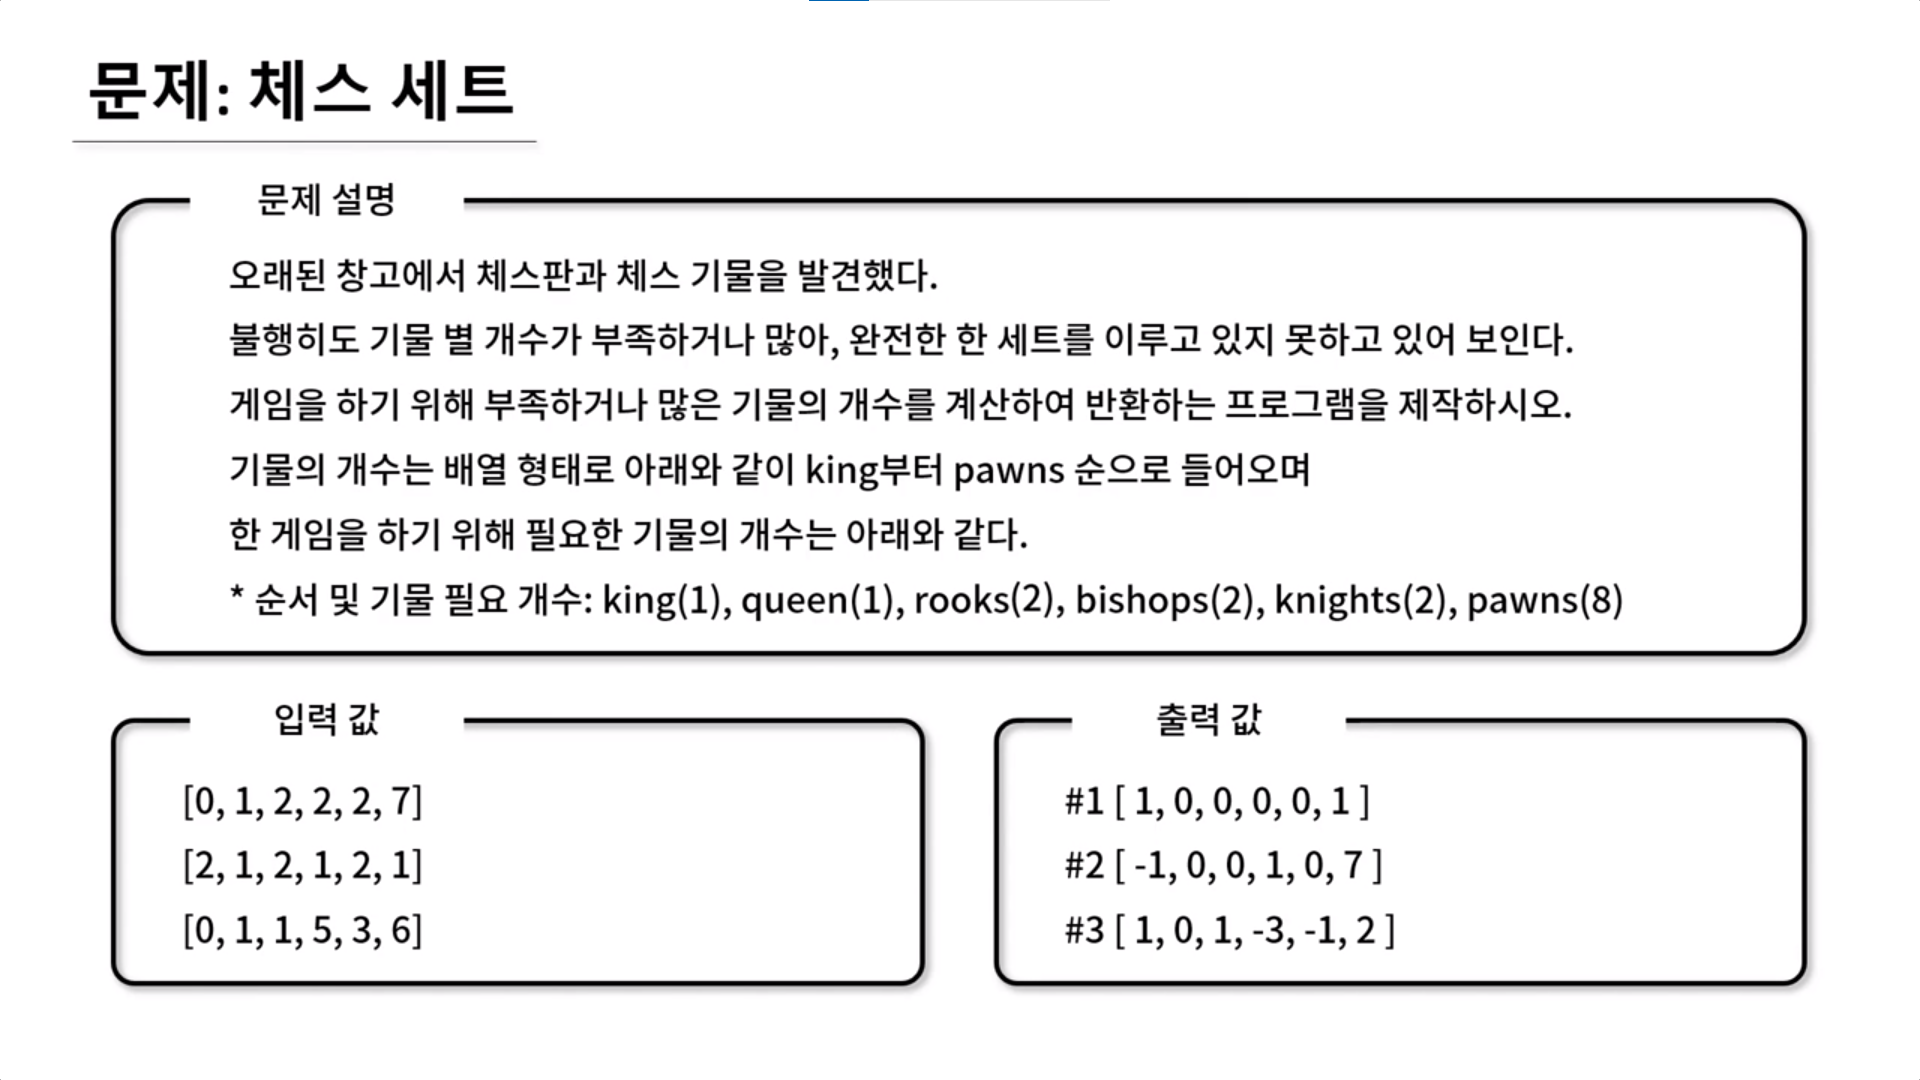 문제: 체스 세트
문제 설명
오래된 창고에서 체스판과 체스 기물을 발견했다.
불행히도 기물 별 개수가 부족하거나 많아, 완전한 한 세트를 이루고 있지 못하고 있어 보인다.
게임을 하기 위해 부족하거나 많은 기물의 개수를 계산하여 반환하는 프로그램을 제작하시오.
기물의 개수는 배열 형태로 아래와 같이 king부터 pawns 순으로 들어오며
한 게임을 하기 위해 필요한 기물의 개수는 아래와 같다.
* 순서 및 기물 필요 개수: king(1), queen(1), rooks(2), bishops(2), knights(2), pawns(8)
입력 값
[0, 1, 2, 2, 2, 7]
[2, 1, 2, 1, 2, 1]
[0, 1, 1, 5, 3, 6]
출력 값
#1 [ 1, 0, 0, 0, 0, 1 ]
#2 [ -1, 0, 0, 1, 0, 7 ]
#3 [ 1, 0, 1, -3, -1, 2 ]